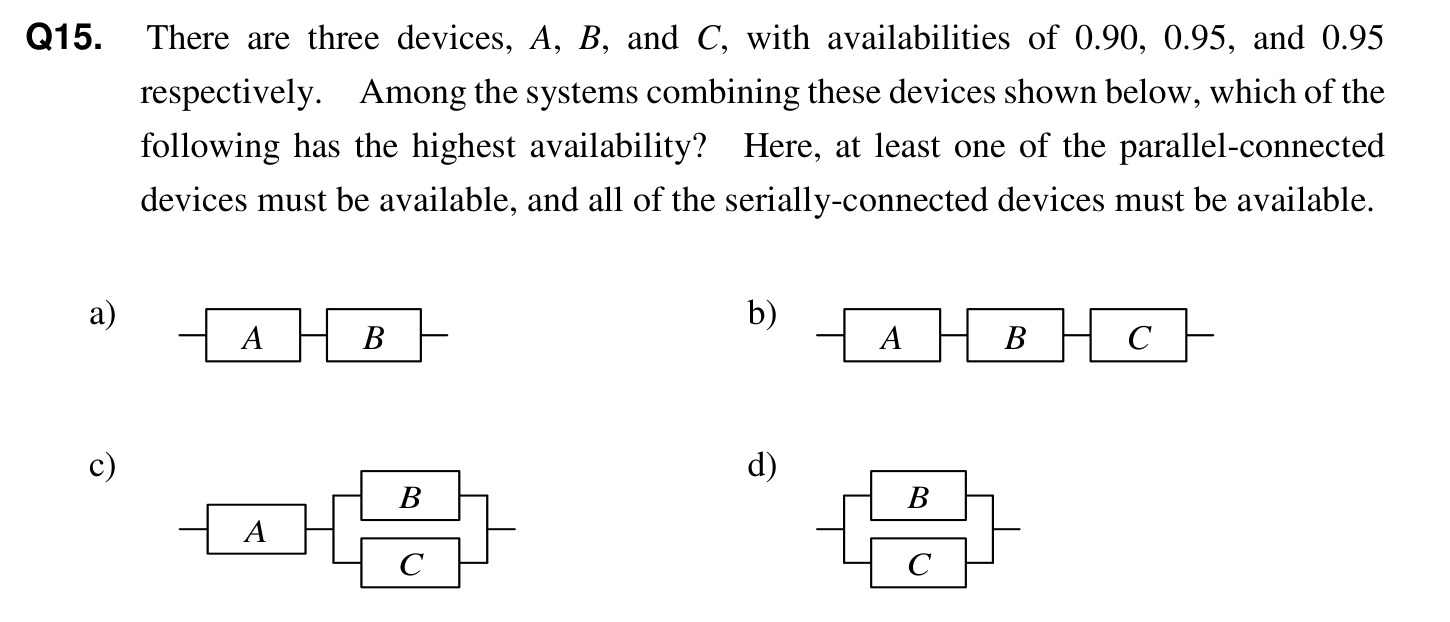 Q15. There are three devices, A, B, and C, with availabilities of 0.90, 0.95, and 0.95
respectively. Among the systems combining these devices shown below, which of the
following has the highest availability? Here, at least one of the parallel-connected
devices must be available, and all of the serially-connected devices must be available.
a) A B
b) A B C
c) A B C
d) B C